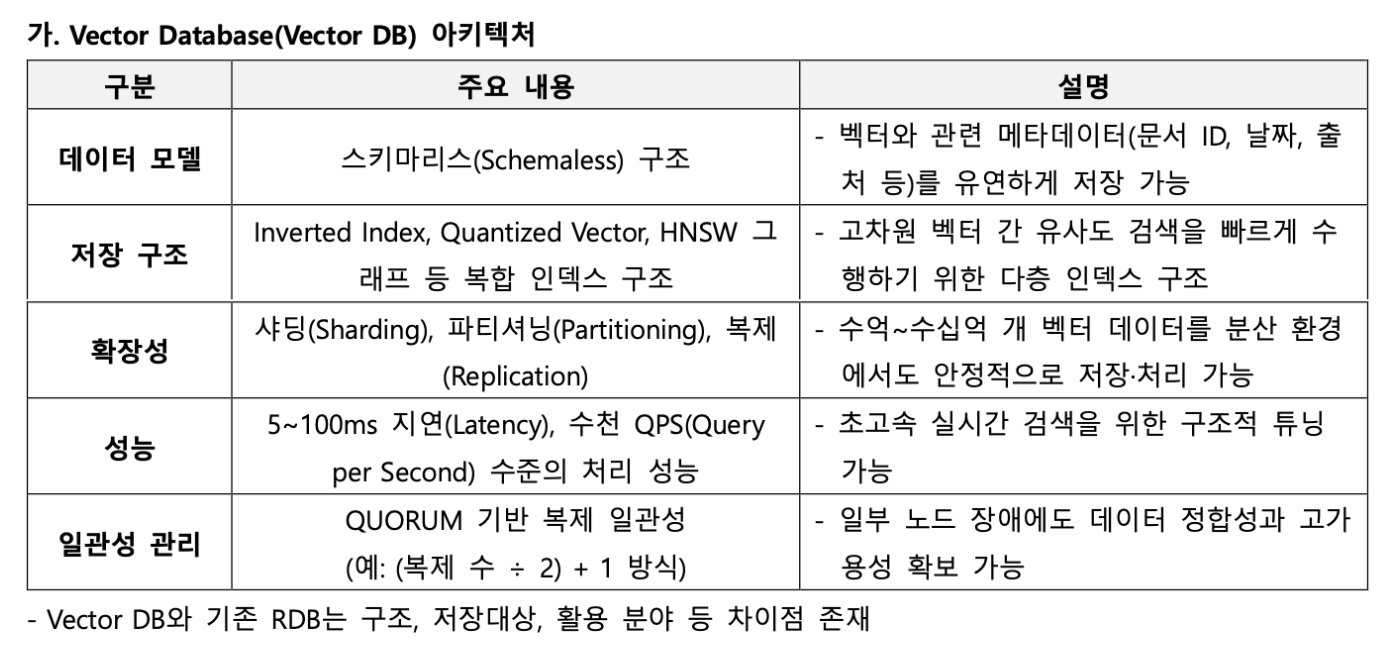 가. Vector Database(Vector DB) 아키텍처
구분 주요 내용 설명
데이터 모델
스키마리스(Schemaless) 구조
- 벡터와 관련 메타데이터(문서 ID, 날짜, 출
처 등)를 유연하게 저장 가능
저장 구조
Inverted Index, Quantized Vector, HNSW 그
래프 등 복합 인덱스 구조
- 고차원 벡터 간 유사도 검색을 빠르게 수
행하기 위한 다층 인덱스 구조
확장성
샤딩(Sharding), 파티셔닝(Partitioning), 복제
(Replication)
- 수억~수십억 개 벡터 데이터를 분산 환경
에서도 안정적으로 저장·처리 가능
성능
5~100ms 지연(Latency), 수천 QPS(Query
per Second) 수준의 처리 성능
- 초고속 실시간 검색을 위한 구조적 튜닝
가능
일관성 관리
QUORUM 기반 복제 일관성
(예: (복제 수 ÷ 2) + 1 방식)
- 일부 노드 장애에도 데이터 정합성과 고가
용성 확보 가능
- Vector DB와 기존 RDB는 구조, 저장대상, 활용 분야 등 차이점 존재